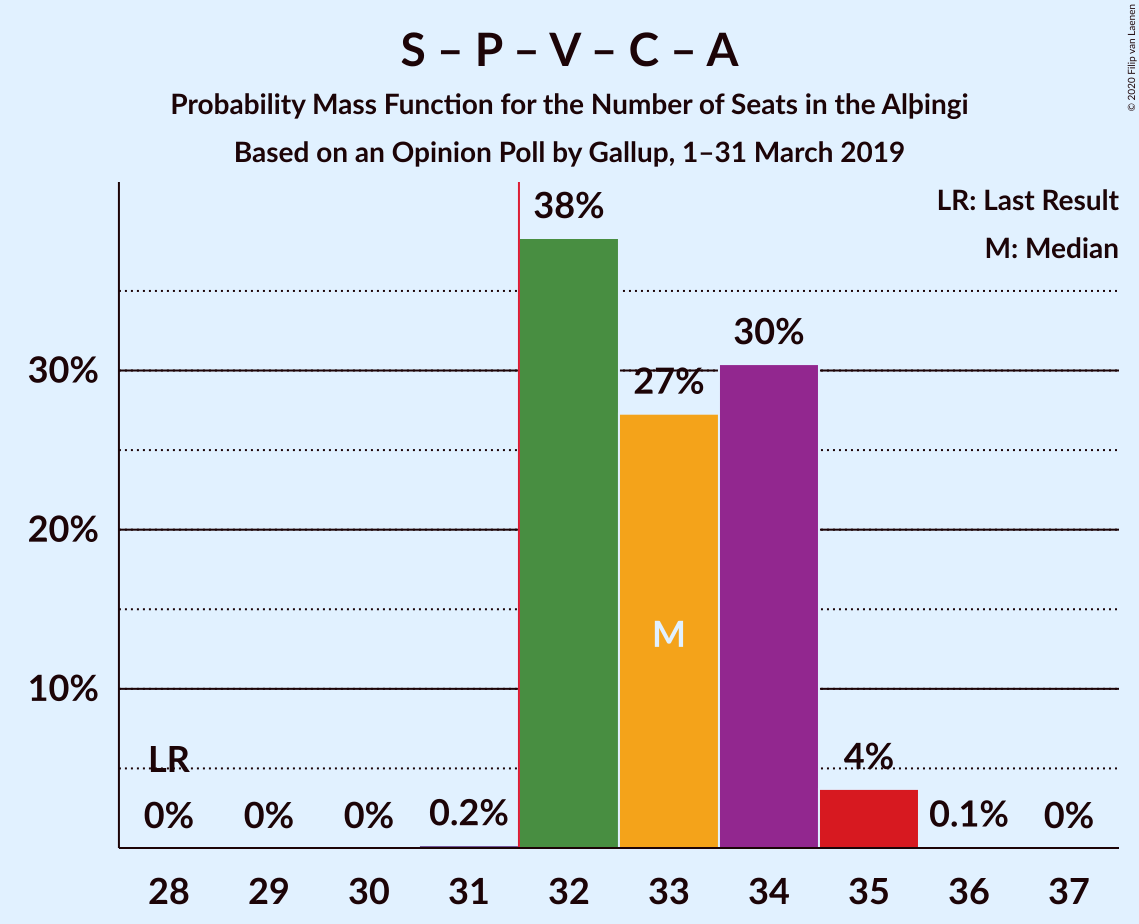 S – P – V – C – A
Probability Mass Function for the Number of Seats in the Alþingi
Based on an Opinion Poll by Gallup, 1–31 March 2019
© 2020 Filip van Laenen
LR: Last Result
M: Median
38%
30%
27%
30%
20%
M
10%
LR
4%
0%
0%
0%
0.2%
0.1%
0%
28
29
30
31
32
33
34
35
36
37